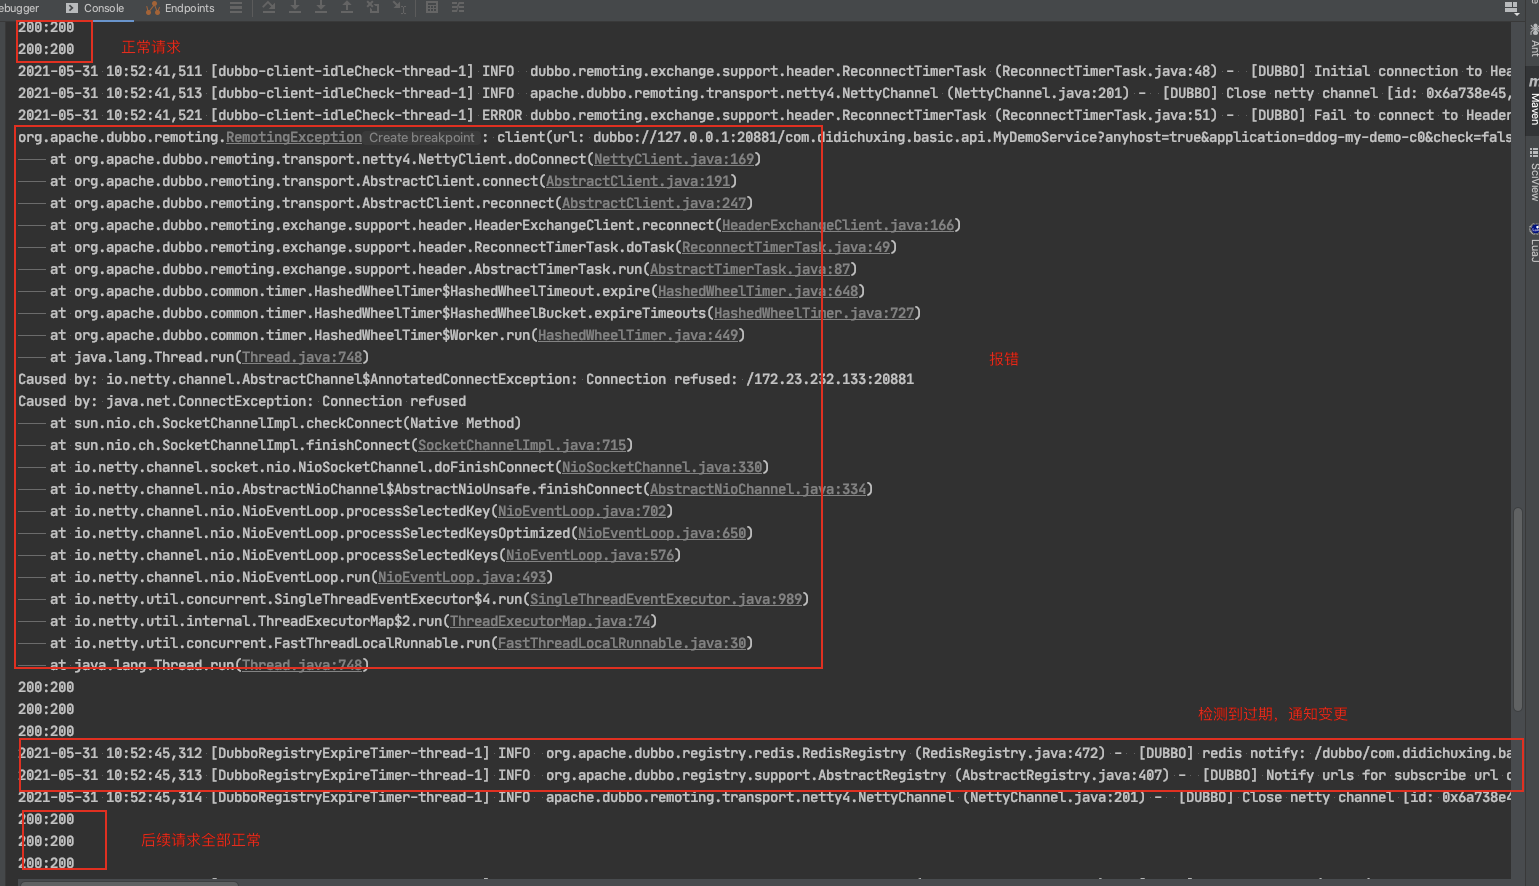 ebugger Console Endpoints
200:200
200:200 正常请求
2021-05-31 10:52:41,511 [dubbo-client-idleCheck-thread-1] INFO dubbo.remoting.exchange.support.header.ReconnectTimerTask (ReconnectTimerTask.java:48) - [DUBBO] Initial connection to Hea
2021-05-31 10:52:41,513 [dubbo-client-idleCheck-thread-1] INFO apache.dubbo.remoting.transport.netty4.NettyChannel (NettyChannel.java:201) - [DUBBO] Close netty channel [id: 0x6a738e45,
2021-05-31 10:52:41,521 [dubbo-client-idleCheck-thread-1] ERROR dubbo.remoting.exchange.support.header.ReconnectTimerTask (ReconnectTimerTask.java:51) - [DUBBO] Fail to connect to Header
org.apache.dubbo.remoting.RemotingException Create breakpoint : client(url: dubbo://127.0.0.1:20881/com.didichuxing.basic.api.MyDemoService?anyhost=true&application=ddog-my-demo-c0&check=fals
at org.apache.dubbo.remoting.transport.netty4.NettyClient.doConnect(NettyClient.java:169)
at org.apache.dubbo.remoting.transport.AbstractClient.connect(AbstractClient.java:191)
at org.apache.dubbo.remoting.transport.AbstractClient.reconnect(AbstractClient.java:247)
at org.apache.dubbo.remoting.exchange.support.header.HeaderExchangeClient.reconnect(HeaderExchangeClient.java:166)
at org.apache.dubbo.remoting.exchange.support.header.ReconnectTimerTask.doTask(ReconnectTimerTask.java:49)
at org.apache.dubbo.remoting.exchange.support.header.AbstractTimerTask.run(AbstractTimerTask.java:87)
at org.apache.dubbo.common.timer.HashedWheelTimer$HashedWheelTimeout.expire(HashedWheelTimer.java:648)
at org.apache.dubbo.common.timer.HashedWheelTimer$HashedWheelBucket.expireTimeouts(HashedWheelTimer.java:727)
at org.apache.dubbo.common.timer.HashedWheelTimer$Worker.run(HashedWheelTimer.java:449)
at java.lang.Thread.run(Thread.java:748)
报错
Caused by: io.netty.channel.AbstractChannel$AnnotatedConnectException: Connection refused: /172.23.232.133:20881
Caused by: java.net.ConnectException: Connection refused
at sun.nio.ch.SocketChannelImpl.checkConnect(Native Method)
at sun.nio.ch.SocketChannelImpl.finishConnect(SocketChannelImpl.java:715)
at io.netty.channel.socket.nio.NioSocketChannel.doFinishConnect(NioSocketChannel.java:330)
at io.netty.channel.nio.AbstractNioChannel$AbstractNioUnsafe.finishConnect(AbstractNioChannel.java:334)
at io.netty.channel.nio.NioEventLoop.processSelectedKey(NioEventLoop.java:702)
at io.netty.channel.nio.NioEventLoop.processSelectedKeysOptimized(NioEventLoop.java:650)
at io.netty.channel.nio.NioEventLoop.processSelectedKeys(NioEventLoop.java:576)
at io.netty.channel.nio.NioEventLoop.run(NioEventLoop.java:493)
at io.netty.util.concurrent.SingleThreadEventExecutor$4.run(SingleThreadEventExecutor.java:989)
at io.netty.util.internal.ThreadExecutorMap$2.run(ThreadExecutorMap.java:74)
at io.netty.util.concurrent.FastThreadLocalRunnable.run(FastThreadLocalRunnable.java:30)
at java.lang.Thread.run(Thread.java:748)
200:200
200:200
200:200
检测到过期，通知变更
2021-05-31 10:52:45,312 [DubboRegistryExpireTimer-thread-1] INFO org.apache.dubbo.registry.redis.RedisRegistry (RedisRegistry.java:472) - [DUBBO] redis notify: /dubbo/com.didichuxing.ba
2021-05-31 10:52:45,313 [DubboRegistryExpireTimer-thread-1] INFO org.apache.dubbo.registry.support.AbstractRegistry (AbstractRegistry.java:407) - [DUBBO] Notify urls for subscribe url c
2021-05-31 10:52:45,314 [DubboRegistryExpireTimer-thread-1] INFO apache.dubbo.remoting.transport.netty4.NettyChannel (NettyChannel.java:201) - [DUBBO] Close netty channel [id: 0x6a738e4
200:200
200:200 后续请求全部正常
200:200
Ant
Maven
SciView
LuaJ